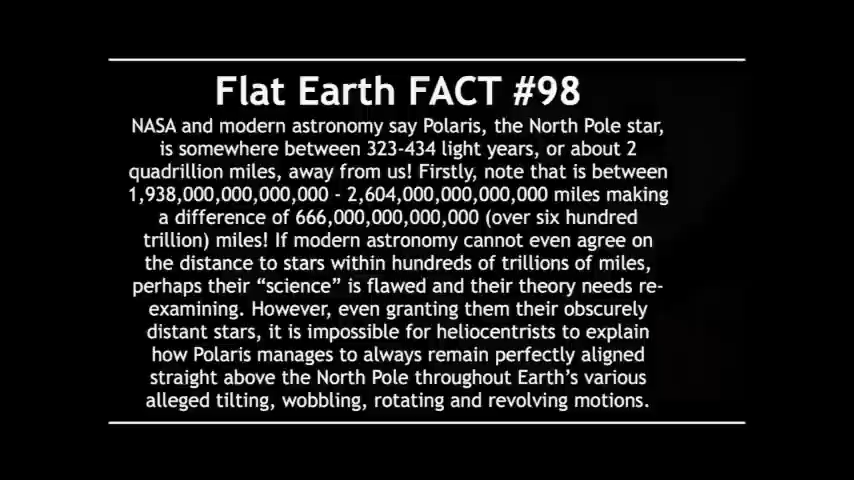 Flat Earth FACT #98
NASA and modern astronomy say Polaris, the North Pole star,
is somewhere between 323-434 light years, or about 2
quadrillion miles, away from us! Firstly, note that is between
1,938,000,000,000,000 - 2,604,000,000,000,000 miles making
a difference of 666,000,000,000,000 (over six hundred
trillion) miles! If modern astronomy cannot even agree on
the distance to stars within hundreds of trillions of miles,
perhaps their “science” is flawed and their theory needs re-
examining. However, even granting them their obscurely
distant stars, it is impossible for heliocentrists to explain
how Polaris manages to always remain perfectly aligned
straight above the North Pole throughout Earth’s various
alleged tilting, wobbling, rotating and revolving motions.